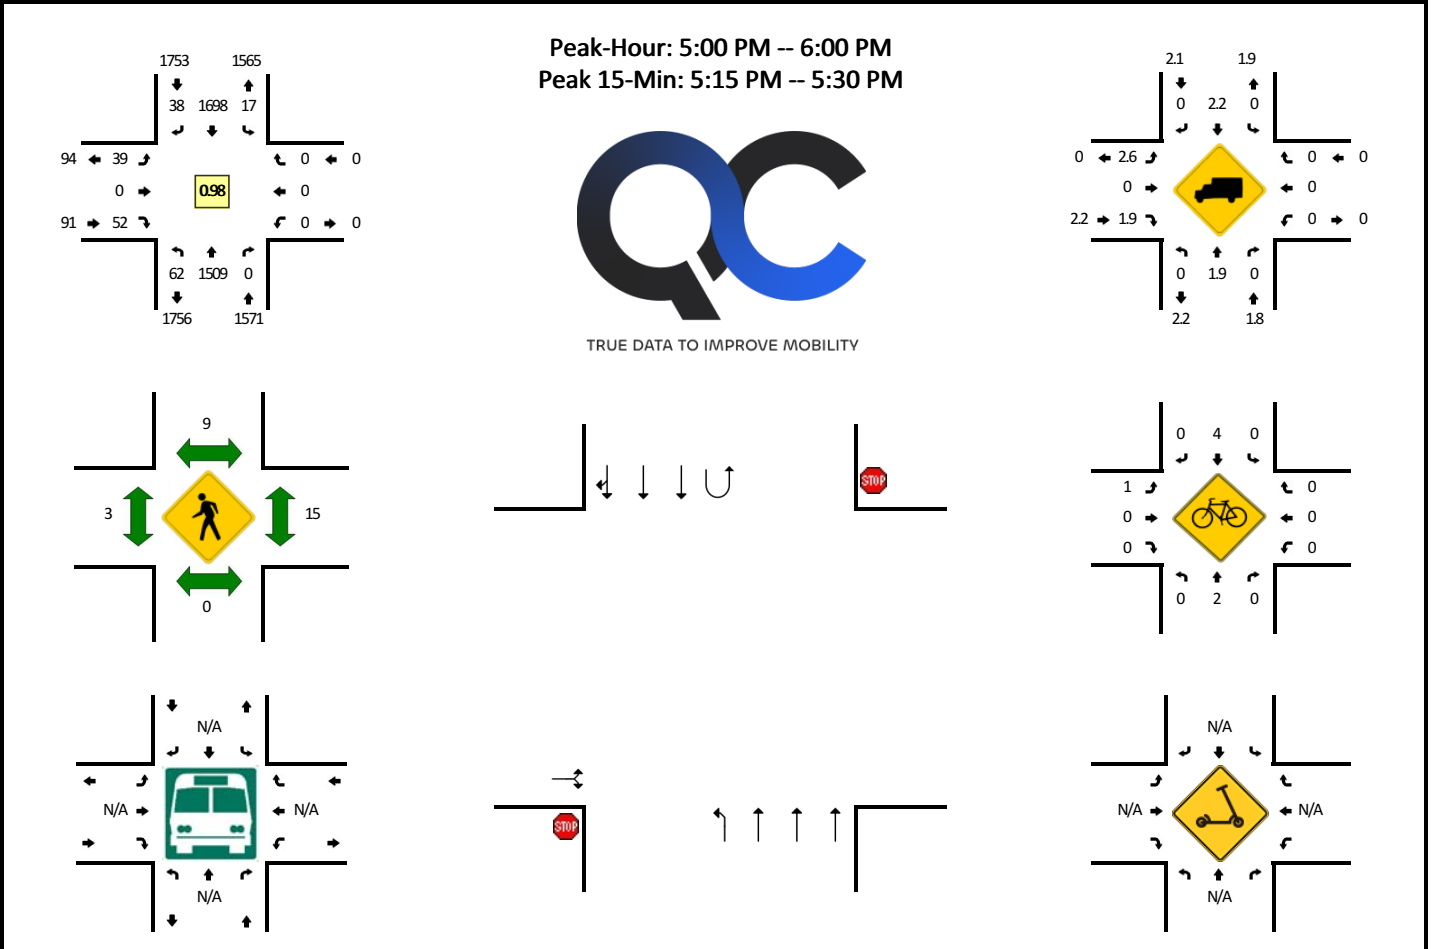 Peak-Hour: 5:00 PM -- 6:00 PM
Peak 15-Min: 5:15 PM -- 5:30 PM
1753 1565
38 1698 17
94 39 0 0
0 0.98 0
91 52 0 0
62 1509 0
1756 1571
TRUE DATA TO IMPROVE MOBILITY
2.1 1.9
0 2.2 0
0 2.6 0 0
0 0
2.2 1.9 0 0
0 1.9 0
2.2 1.8
9
3 15
0
STOP
STOP
0 4 0
1 0
0 0
0 0
0 2 0
N/A
N/A N/A
N/A
N/A
N/A N/A
N/A